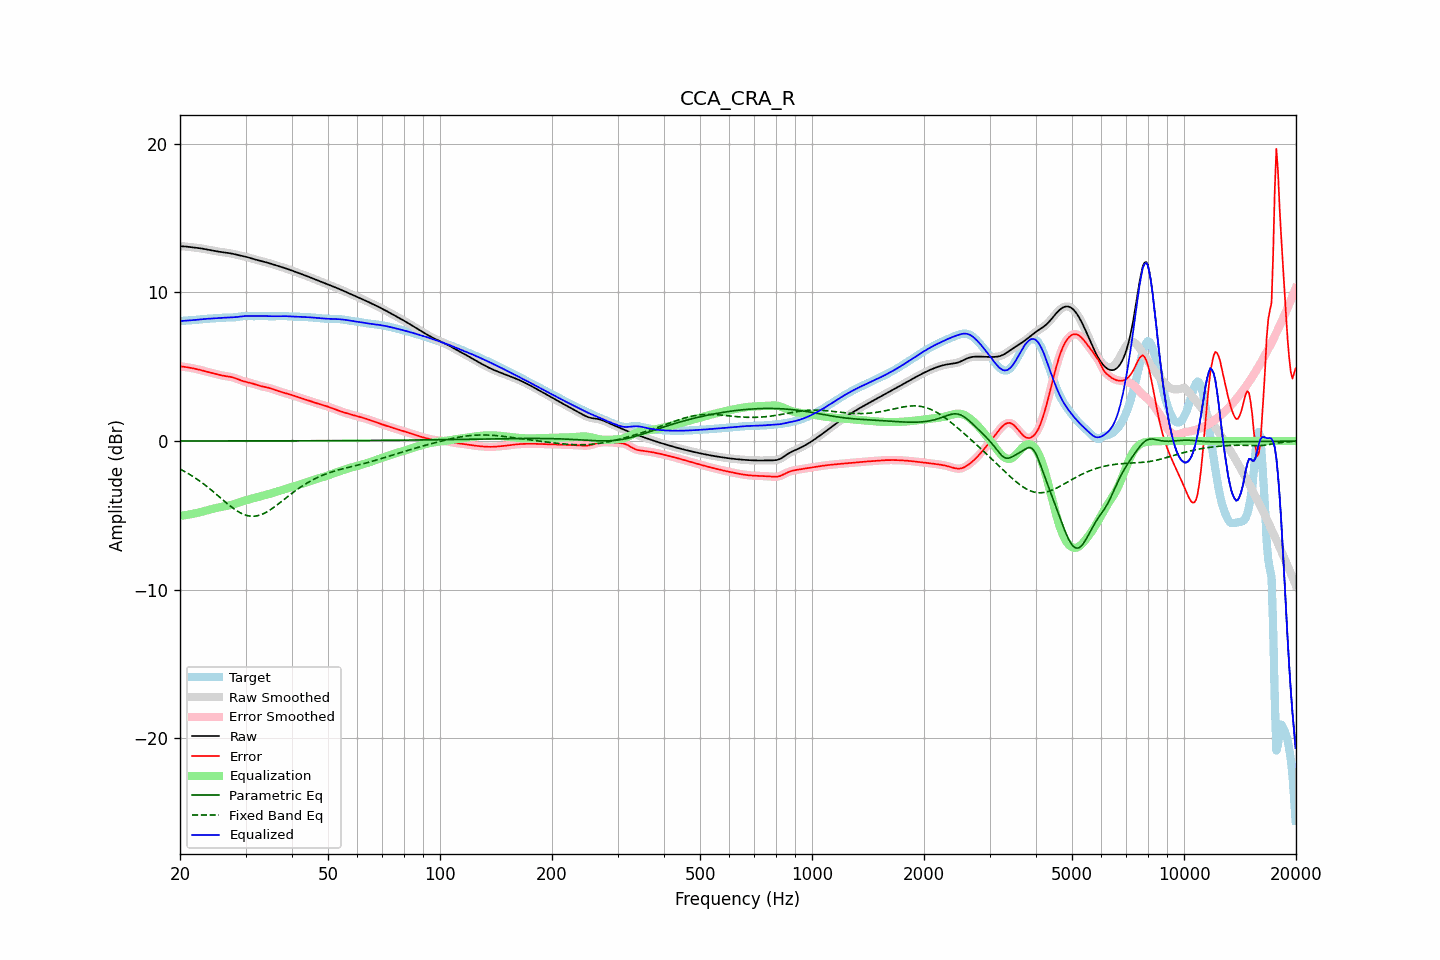 CCA_CRA_R
Amplitude (dBr)
20
10
0
−10
−20
Target
Raw Smoothed
Error Smoothed
Raw
Error
Equalization
Parametric Eq
Fixed Band Eq
Equalized
20 50 100 200 500 1000 2000 5000 10000 20000
Frequency (Hz)